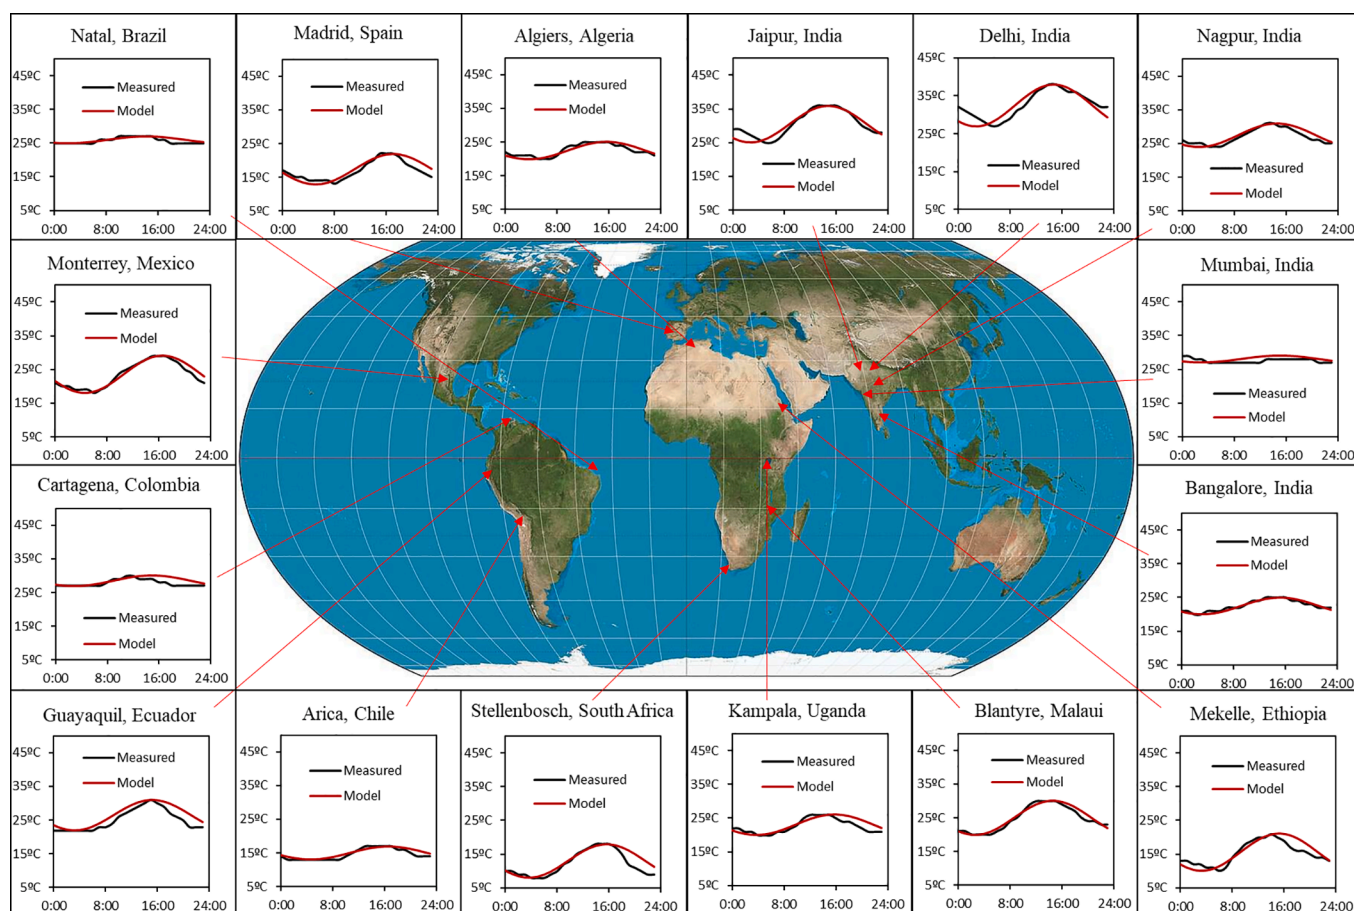 Natal, Brazil
45ºC
35ºC
25ºC
15ºC
5ºC
Measured
Model
0:00 8:00 16:00 24:00
Madrid, Spain
45ºC
35ºC
25ºC
15ºC
5ºC
Measured
Model
0:00 8:00 16:00 24:00
Algiers, Algeria
45ºC
35ºC
25ºC
15ºC
5ºC
Measured
Model
0:00 8:00 16:00 24:00
Jaipur, India
45ºC
35ºC
25ºC
15ºC
5ºC
Measured
Model
0:00 8:00 16:00 24:00
Delhi, India
45ºC
35ºC
25ºC
15ºC
5ºC
Measured
Model
0:00 8:00 16:00 24:00
Nagpur, India
45ºC
35ºC
25ºC
15ºC
5ºC
Measured
Model
0:00 8:00 16:00 24:00
Monterrey, Mexico
45ºC
35ºC
25ºC
15ºC
5ºC
Measured
Model
0:00 8:00 16:00 24:00
Mumbai, India
45ºC
35ºC
25ºC
15ºC
5ºC
Measured
Model
0:00 8:00 16:00 24:00
Cartagena, Colombia
45ºC
35ºC
25ºC
15ºC
5ºC
Measured
Model
0:00 8:00 16:00 24:00
Bangalore, India
45ºC
35ºC
25ºC
15ºC
5ºC
Measured
Model
0:00 8:00 16:00 24:00
Guayaquil, Ecuador
45ºC
35ºC
25ºC
15ºC
5ºC
Measured
Model
0:00 8:00 16:00 24:00
Arica, Chile
45ºC
35ºC
25ºC
15ºC
5ºC
Measured
Model
0:00 8:00 16:00 24:00
Stellenbosch, South Africa
45ºC
35ºC
25ºC
15ºC
5ºC
Measured
Model
0:00 8:00 16:00 24:00
Kampala, Uganda
45ºC
35ºC
25ºC
15ºC
5ºC
Measured
Model
0:00 8:00 16:00 24:00
Blantyre, Malaui
45ºC
35ºC
25ºC
15ºC
5ºC
Measured
Model
0:00 8:00 16:00 24:00
Mekelle, Ethiopia
45ºC
35ºC
25ºC
15ºC
5ºC
Measured
Model
0:00 8:00 16:00 24:00